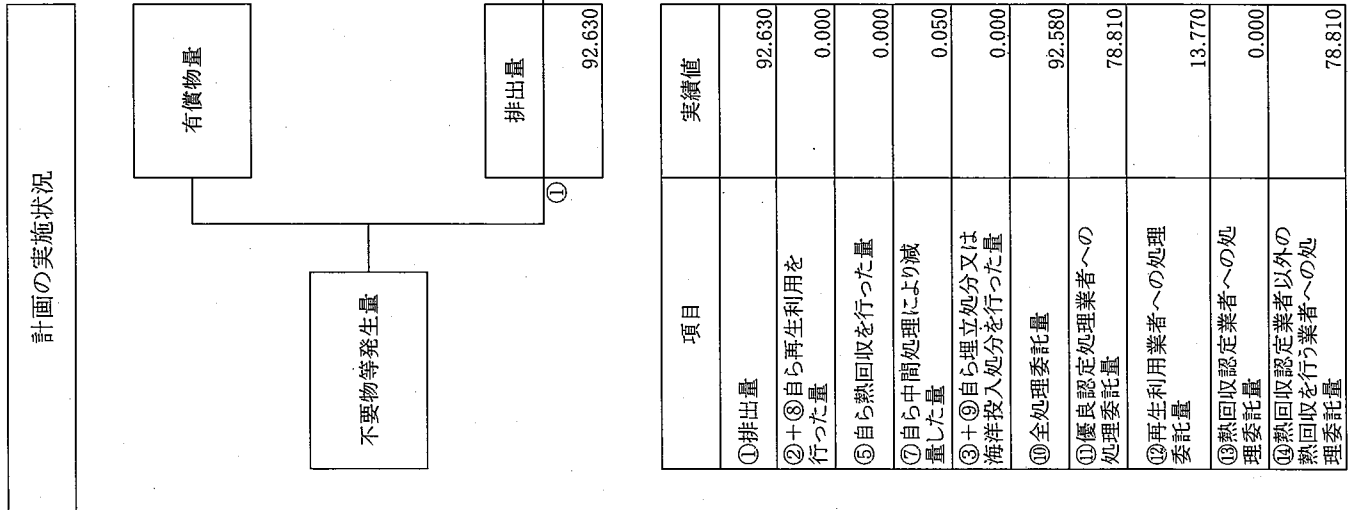 計画の実施状況
有償物量
不要物等発生量
排出量
①
92.630
項目
実績値
①排出量
92.630
②+⑧自ら再生利用を
行った量
0.000
⑤自ら熱回収を行った量
0.000
⑦自ら中間処理により減
量した量
0.050
③+⑨自ら埋立処分又は
海洋投入処分を行った量
0.000
⑩全処理委託量
92.580
⑪優良認定処理業者への
処理委託量
78.810
⑫再生利用業者への処理
委託量
13.770
⑬熱回収認定業者への処
理委託量
0.000
⑭熱回収認定業者以外の
熱回収を行う業者への処
理委託量
78.810